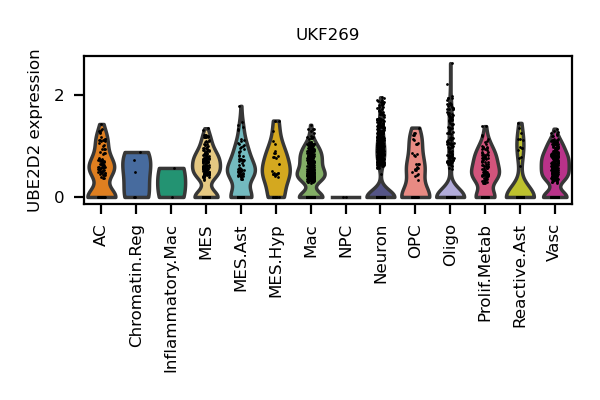 UKF269
UBE2D2 expression
2
0
AC
Chromatin.Reg
Inflammatory.Mac
MES
MES.Ast
MES.Hyp
Mac
NPC
Neuron
OPC
Oligo
Prolif.Metab
Reactive.Ast
Vasc